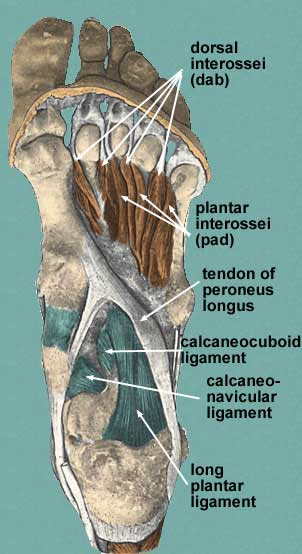 dorsal
interossei
(dab)
plantar
interossei
(pad)
tendon of
peroneus
longus
calcaneocuboid
ligament
calcaneo-
navicular
ligament
long
plantar
ligament